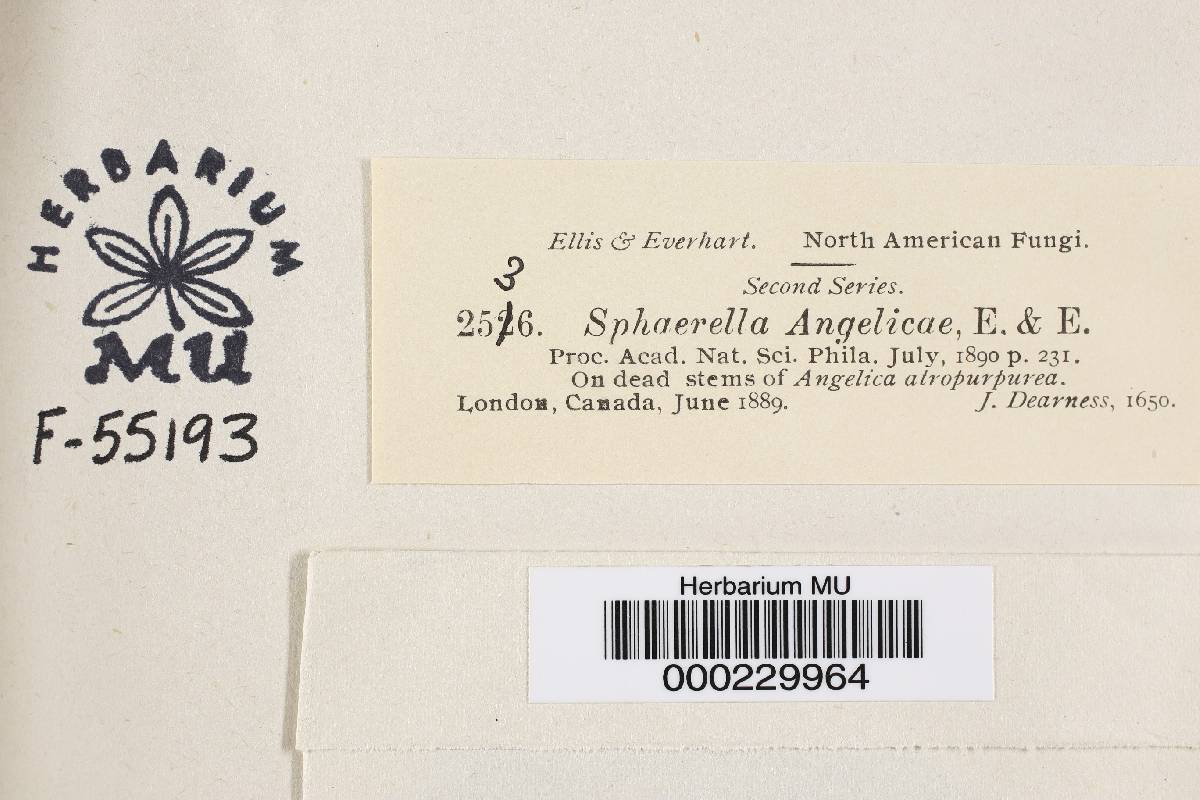 HERBARIUM
MU
F-55193
Ellis & Everhart. North American Fungi.
Second Series.
3
2526. Sphaerella Angelicae, E. & E.
Proc. Acad. Nat. Sci. Phila. July, 1890 p. 231.
On dead stems of Angelica atropurpurea.
London, Canada, June 1889. J. Dearness, 1650.
Herbarium MU
000229964